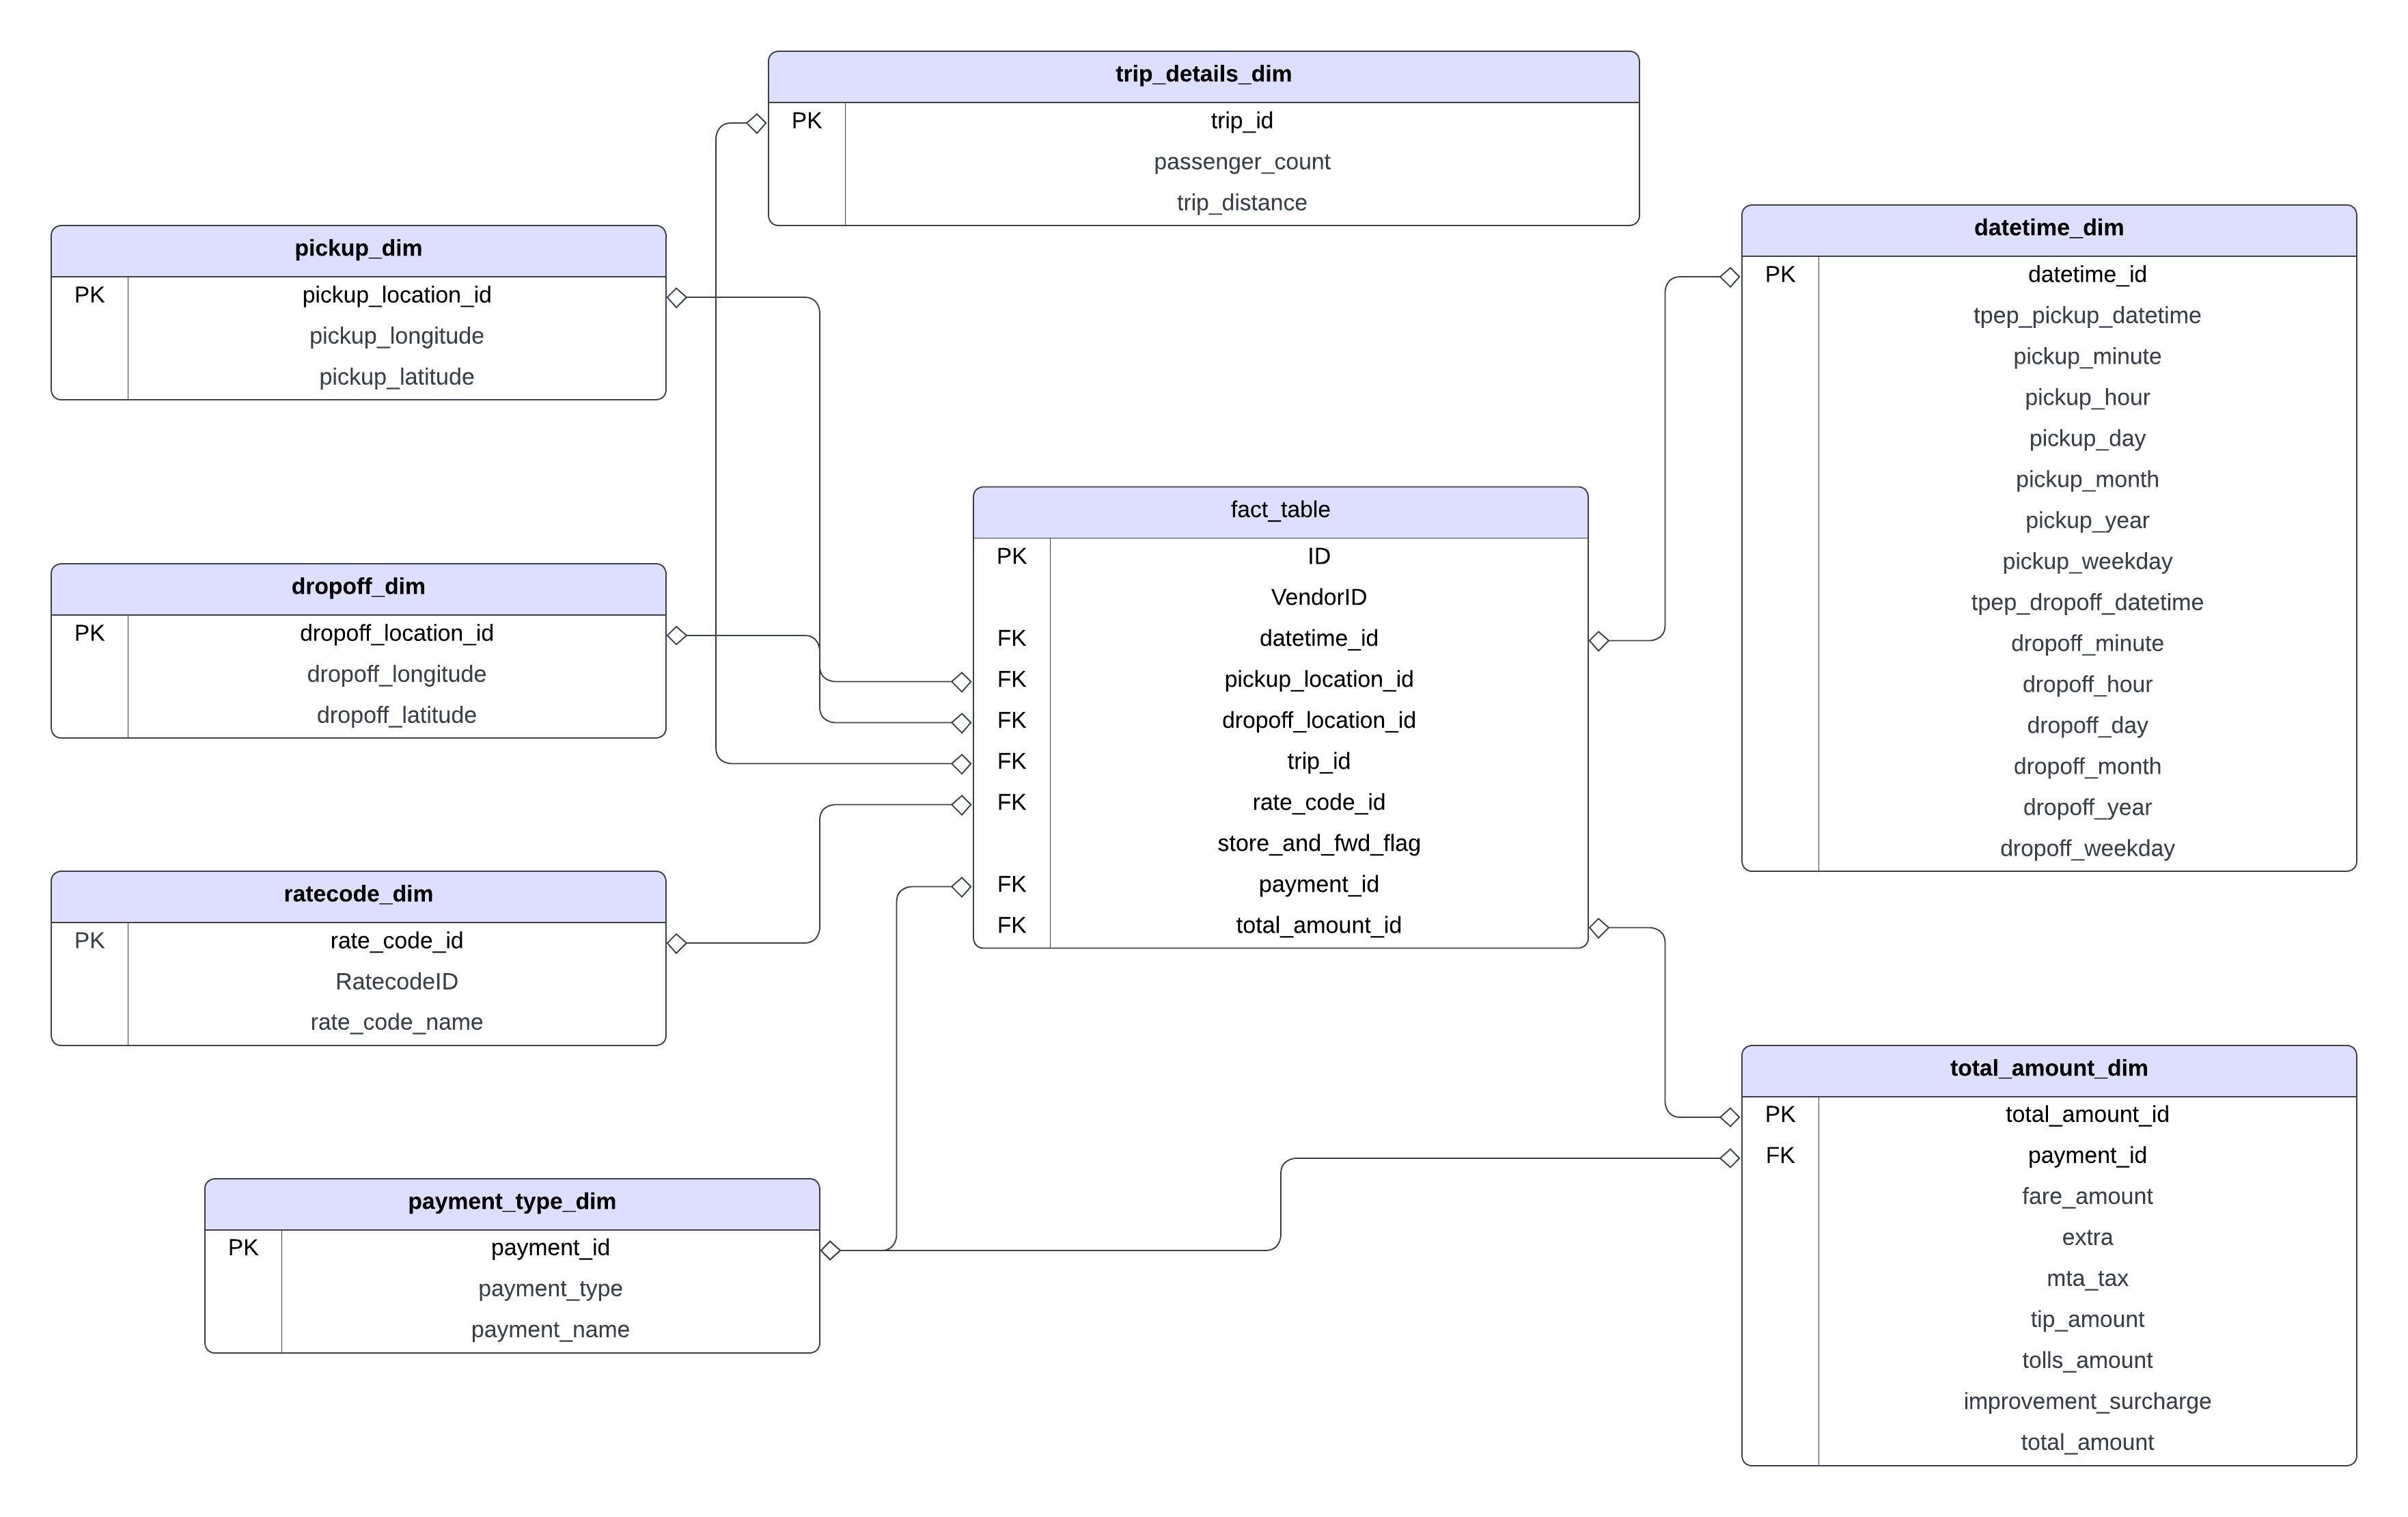 trip_details_dim
PK trip_id
passenger_count
trip_distance
pickup_dim
PK pickup_location_id
pickup_longitude
pickup_latitude
datetime_dim
PK datetime_id
tpep_pickup_datetime
pickup_minute
pickup_hour
pickup_day
pickup_month
pickup_year
pickup_weekday
tpep_dropoff_datetime
dropoff_minute
dropoff_hour
dropoff_day
dropoff_month
dropoff_year
dropoff_weekday
fact_table
PK ID
VendorID
FK datetime_id
FK pickup_location_id
FK dropoff_location_id
FK trip_id
FK rate_code_id
store_and_fwd_flag
FK payment_id
FK total_amount_id
dropoff_dim
PK dropoff_location_id
dropoff_longitude
dropoff_latitude
ratecode_dim
PK rate_code_id
RatecodeID
rate_code_name
total_amount_dim
PK total_amount_id
FK payment_id
fare_amount
extra
mta_tax
tip_amount
tolls_amount
improvement_surcharge
total_amount
payment_type_dim
PK payment_id
payment_type
payment_name